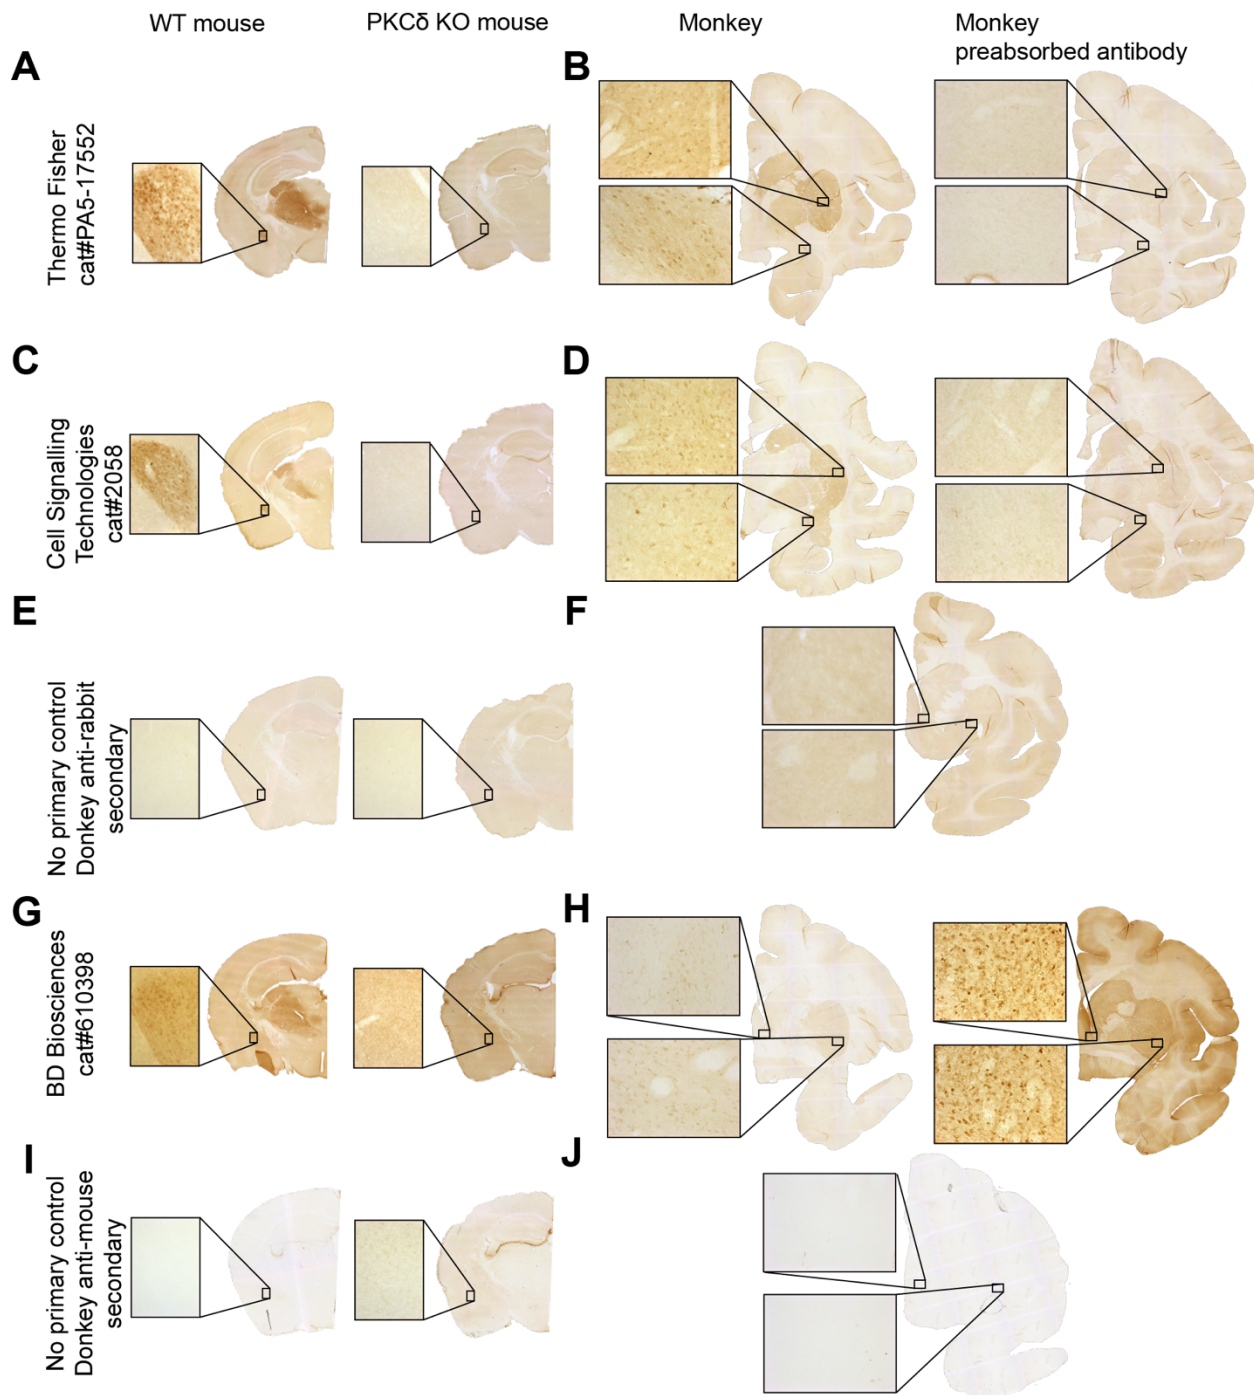 WT mouse
PKCδ KO mouse
Monkey
Monkey
preabsorbed antibody
A
B
Thermo Fisher
cat#PA5-17552
C
D
Cell Signalling
Technologies
cat#2058
E
F
No primary control
Donkey anti-rabbit
secondary
G
H
BD Biosciences
cat#610398
I
J
No primary control
Donkey anti-mouse
secondary